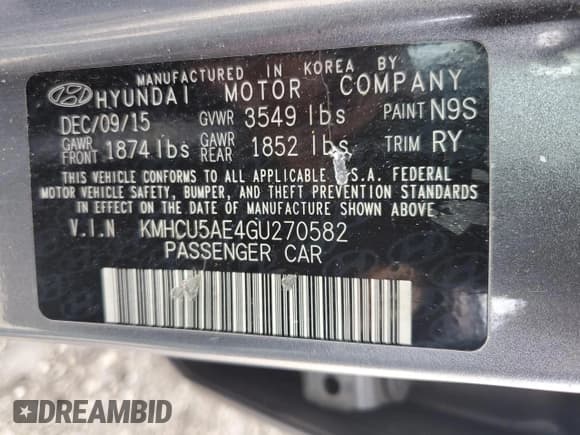 MANUFACTURED IN KOREA BY
HYUNDAI MOTOR COMPANY
DEC/09/15 GVWR 3549 lbs PAINT N9S
GAWR FRONT 1874 lbs GAWR REAR 1852 lbs TRIM RY
THIS VEHICLE CONFORMS TO ALL APPLICABLE U.S.A. FEDERAL
MOTOR VEHICLE SAFETY, BUMPER, AND THEFT PREVENTION STANDARDS
IN EFFECT ON THE DATE OF MANUFACTURE SHOWN ABOVE.
V.I.N KMHCU5AE4GU270582
PASSENGER CAR
DREAMBID